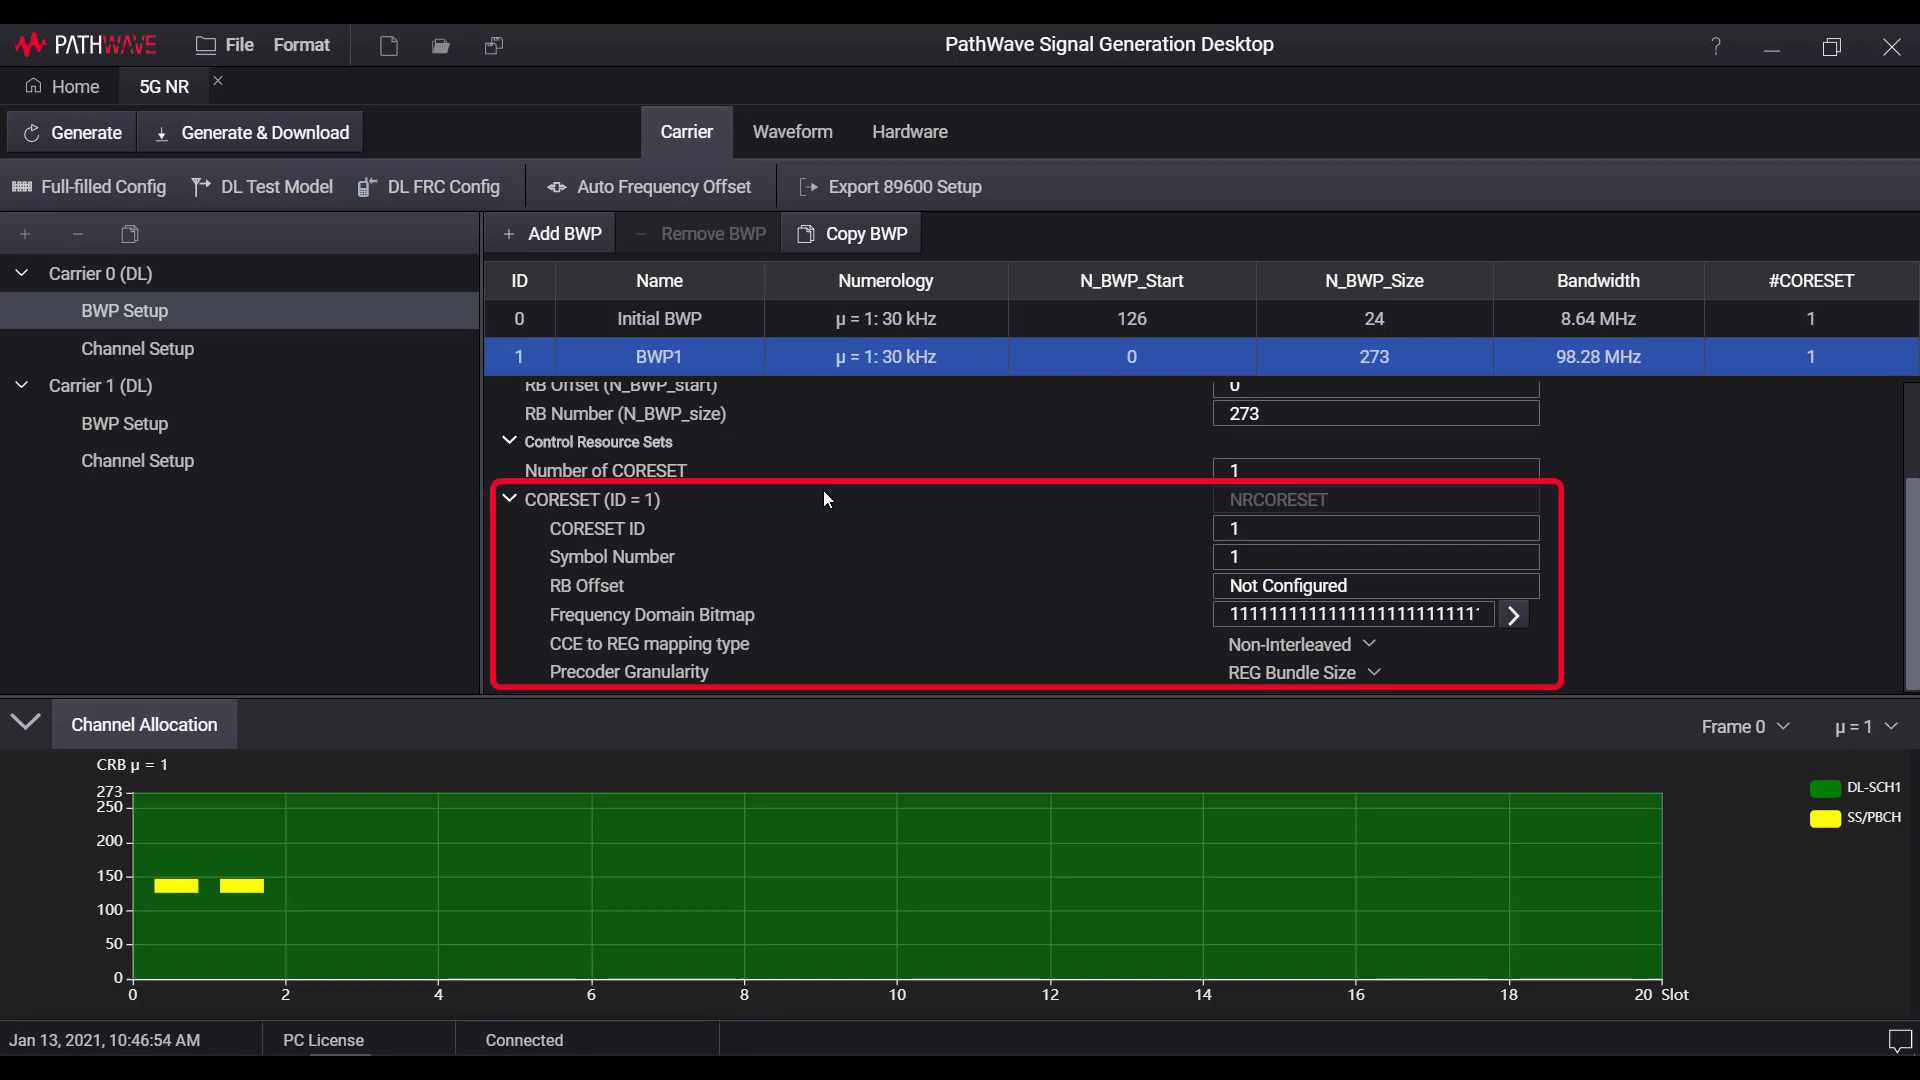 PATHWAVE File Format PathWave Signal Generation Desktop ?
Home 5G NR
Generate Generate & Download Carrier Waveform Hardware
Full-filled Config DL Test Model DL FRC Config Auto Frequency Offset Export 89600 Setup
+ − + Add BWP − Remove BWP Copy BWP
Carrier 0 (DL)
BWP Setup
Channel Setup
Carrier 1 (DL)
BWP Setup
Channel Setup
ID Name Numerology N_BWP_Start N_BWP_Size Bandwidth #CORESET
0 Initial BWP μ = 1: 30 kHz 126 24 8.64 MHz 1
1 BWP1 μ = 1: 30 kHz 0 273 98.28 MHz 1
RB Offset (N_BWP_start) 0
RB Number (N_BWP_size) 273
Control Resource Sets
Number of CORESET 1
CORESET (ID = 1) NRCORESET
CORESET ID 1
Symbol Number 1
RB Offset Not Configured
Frequency Domain Bitmap
CCE to REG mapping type Non-Interleaved
Precoder Granularity REG Bundle Size
Channel Allocation Frame 0 μ = 1
CRB μ = 1
273
250
200
150
100
50
0
0 2 4 6 8 10 12 14 16 18 20 Slot
DL-SCH1
SS/PBCH
Jan 13, 2021, 10:46:54 AM PC License Connected